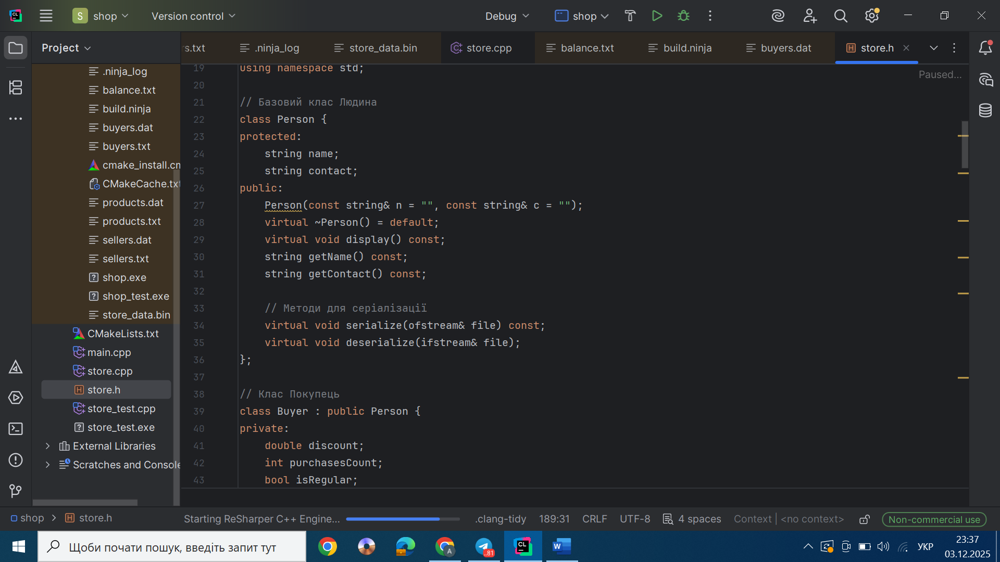 S shop Version control Debug shop
Project
s.txt .ninja_log store_data.bin store.cpp balance.txt build.ninja buyers.dat store.h
Paused...
.ninja_log
balance.txt
build.ninja
buyers.dat
buyers.txt
cmake_install.cm
CMakeCache.txt
products.dat
products.txt
sellers.dat
sellers.txt
shop.exe
shop_test.exe
store_data.bin
CMakeLists.txt
main.cpp
store.cpp
store.h
store_test.cpp
store_test.exe
External Libraries
Scratches and Console
19 using namespace std;
20
21 // Базовий клас Людина
22 class Person {
23 protected:
24 string name;
25 string contact;
26 public:
27 Person(const string& n = "", const string& c = "");
28 virtual ~Person() = default;
29 virtual void display() const;
30 string getName() const;
31 string getContact() const;
32
33 // Методи для серіалізації
34 virtual void serialize(ofstream& file) const;
35 virtual void deserialize(ifstream& file);
36 };
37
38 // Клас Покупець
39 class Buyer : public Person {
40 private:
41 double discount;
42 int purchasesCount;
43 bool isRegular;
shop > store.h Starting ReSharper C++ Engine... .clang-tidy 189:31 CRLF UTF-8 4 spaces Context <no context> Non-commercial use
Щоби почати пошук, введіть запит тут
A
..81
CL
W
УКР
23:37
03.12.2025